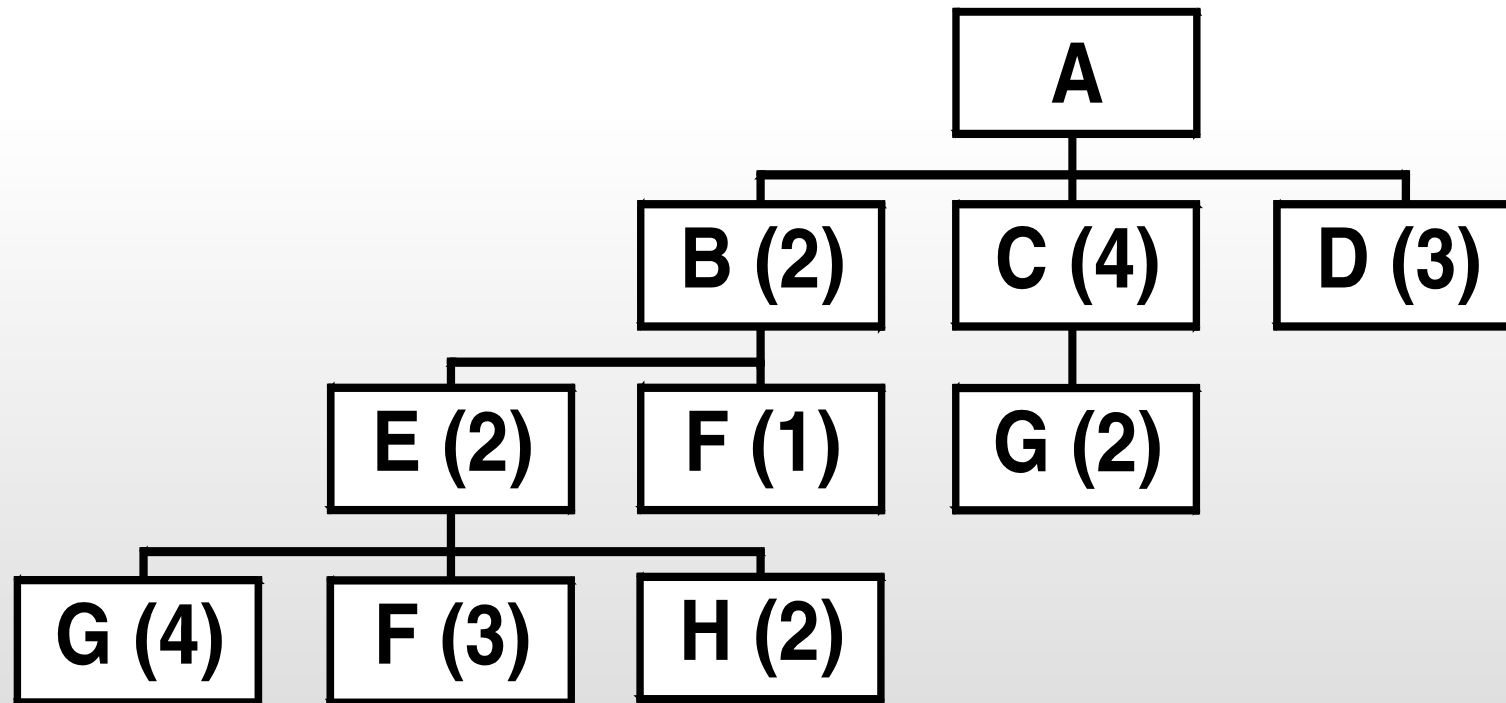 A
B (2)
C (4)
D (3)
E (2)
F (1)
G (2)
G (4)
F (3)
H (2)